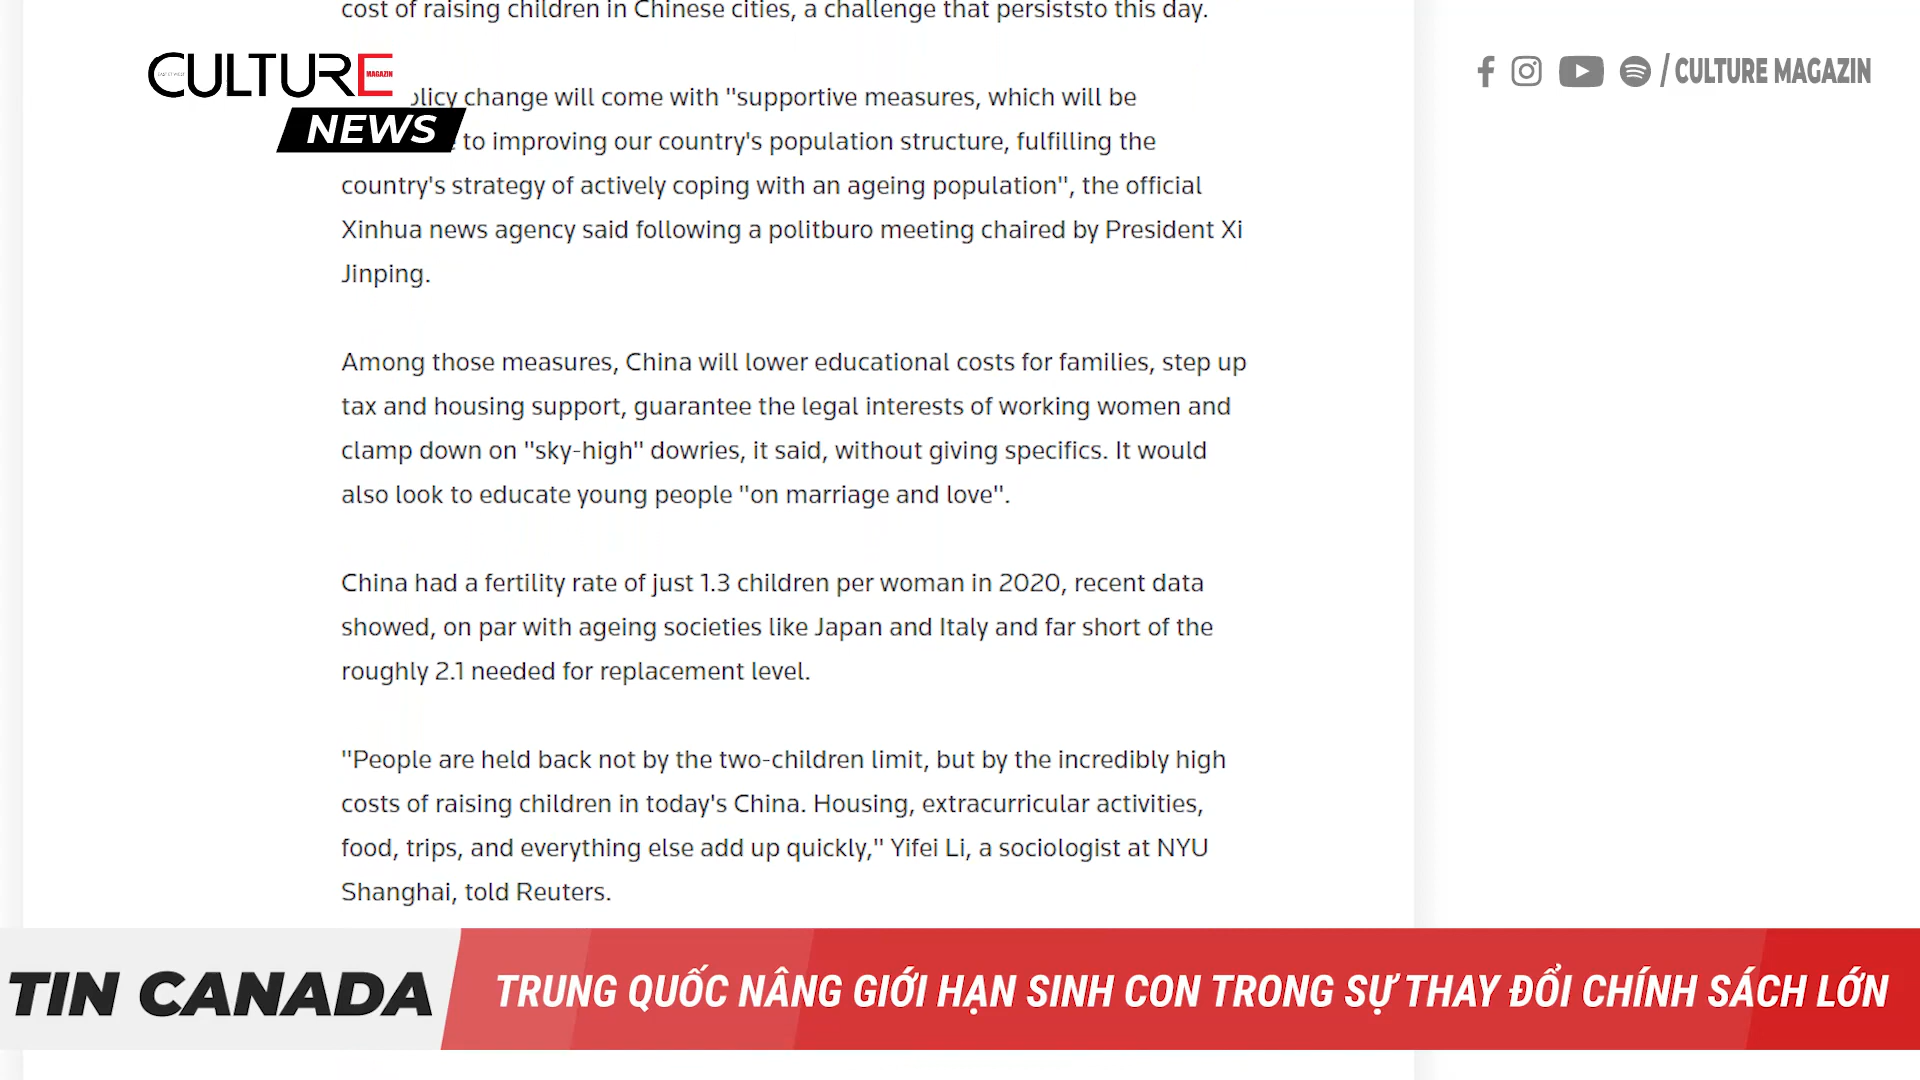 cost of raising children in Chinese cities, a challenge that persiststo this day.
CULTURE
MAGAZIN
NEWS
/ CULTURE MAGAZIN
policy change will come with "supportive measures, which will be
to improving our country's population structure, fulfilling the
country's strategy of actively coping with an ageing population", the official
Xinhua news agency said following a politburo meeting chaired by President Xi
Jinping.
Among those measures, China will lower educational costs for families, step up
tax and housing support, guarantee the legal interests of working women and
clamp down on "sky-high" dowries, it said, without giving specifics. It would
also look to educate young people "on marriage and love".
China had a fertility rate of just 1.3 children per woman in 2020, recent data
showed, on par with ageing societies like Japan and Italy and far short of the
roughly 2.1 needed for replacement level.
"People are held back not by the two-children limit, but by the incredibly high
costs of raising children in today's China. Housing, extracurricular activities,
food, trips, and everything else add up quickly," Yifei Li, a sociologist at NYU
Shanghai, told Reuters.
TIN CANADA
TRUNG QUỐC NÂNG GIỚI HẠN SINH CON TRONG SỰ THAY ĐỔI CHÍNH SÁCH LỚN